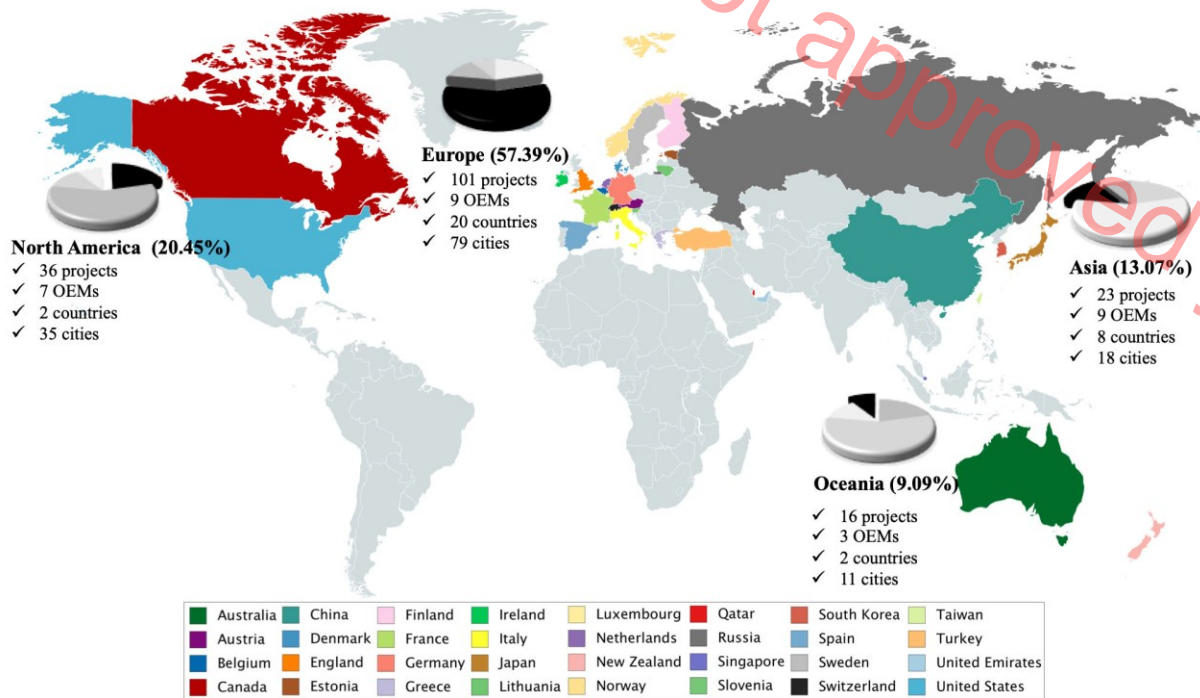 ot approved
Europe (57.39%)
✓ 101 projects
✓ 9 OEMs
✓ 20 countries
✓ 79 cities
North America (20.45%)
✓ 36 projects
✓ 7 OEMs
✓ 2 countries
✓ 35 cities
Asia (13.07%)
✓ 23 projects
✓ 9 OEMs
✓ 8 countries
✓ 18 cities
Oceania (9.09%)
✓ 16 projects
✓ 3 OEMs
✓ 2 countries
✓ 11 cities
Australia China Finland Ireland Luxembourg Qatar South Korea Taiwan
Austria Denmark France Italy Netherlands Russia Spain Turkey
Belgium England Germany Japan New Zealand Singapore Sweden United Emirates
Canada Estonia Greece Lithuania Norway Slovenia Switzerland United States